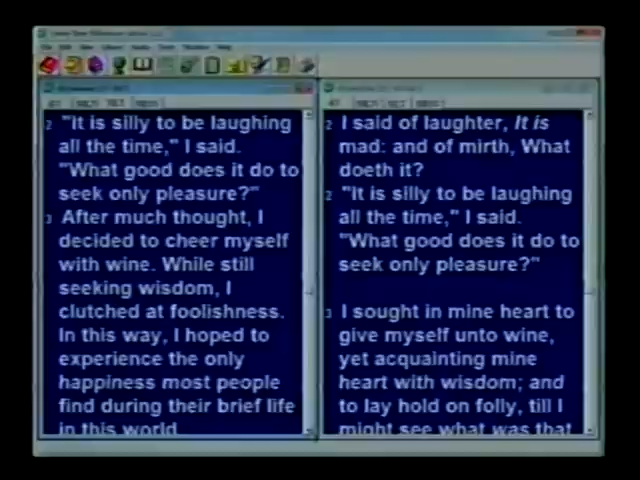 2 "It is silly to be laughing
all the time," I said.
"What good does it do to
seek only pleasure?"
3 After much thought, I
decided to cheer myself
with wine. While still
seeking wisdom, I
clutched at foolishness.
In this way, I hoped to
experience the only
happiness most people
find during their brief life
in this world
2 I said of laughter, It is
mad: and of mirth, What
doeth it?
2 "It is silly to be laughing
all the time," I said.
"What good does it do to
seek only pleasure?"
3 I sought in mine heart to
give myself unto wine,
yet acquainting mine
heart with wisdom; and
to lay hold on folly, till I
might see what was that